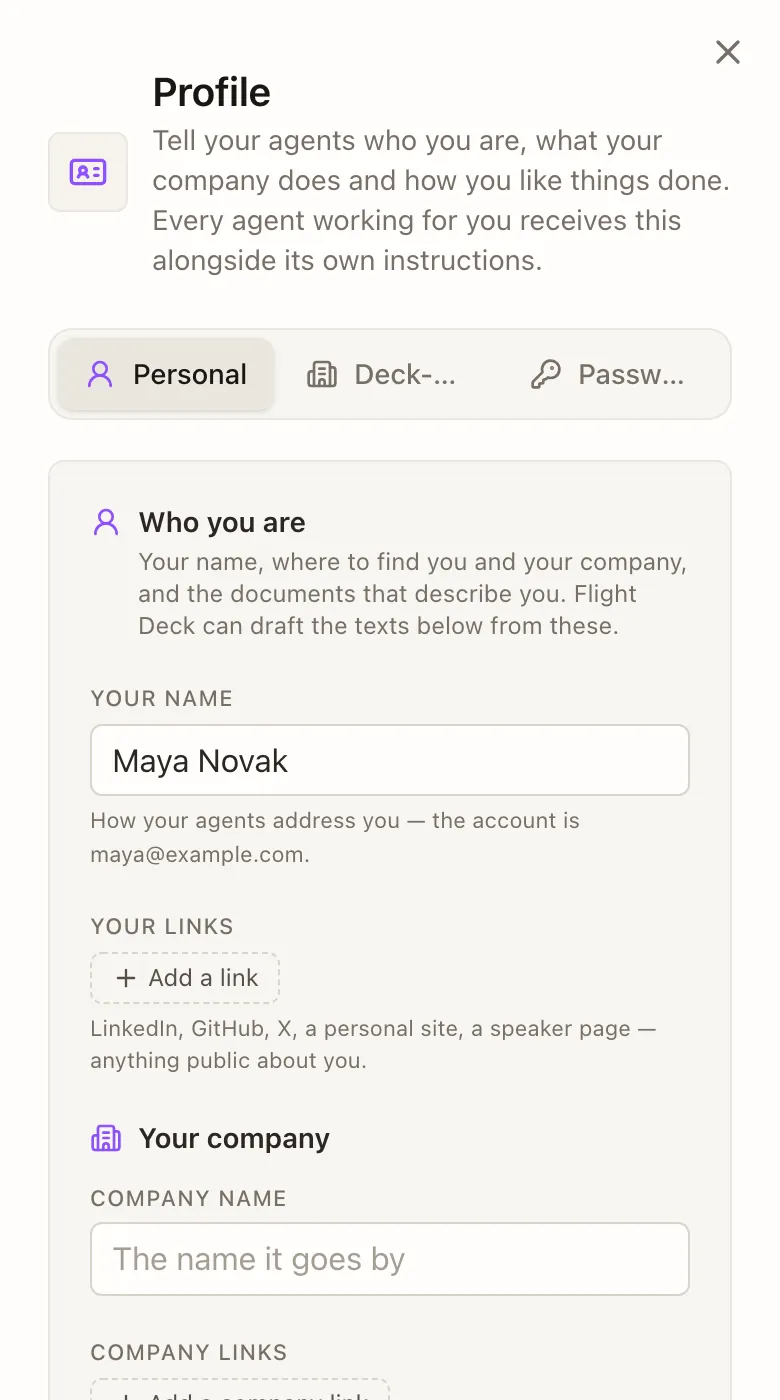 Profile
Tell your agents who you are, what your
company does and how you like things done.
Every agent working for you receives this
alongside its own instructions.
Personal
Deck-...
Passw...
Who you are
Your name, where to find you and your company,
and the documents that describe you. Flight
Deck can draft the texts below from these.
YOUR NAME
Maya Novak
How your agents address you — the account is
maya@example.com.
YOUR LINKS
+ Add a link
LinkedIn, GitHub, X, a personal site, a speaker page —
anything public about you.
Your company
COMPANY NAME
The name it goes by
COMPANY LINKS
+ Add a company link